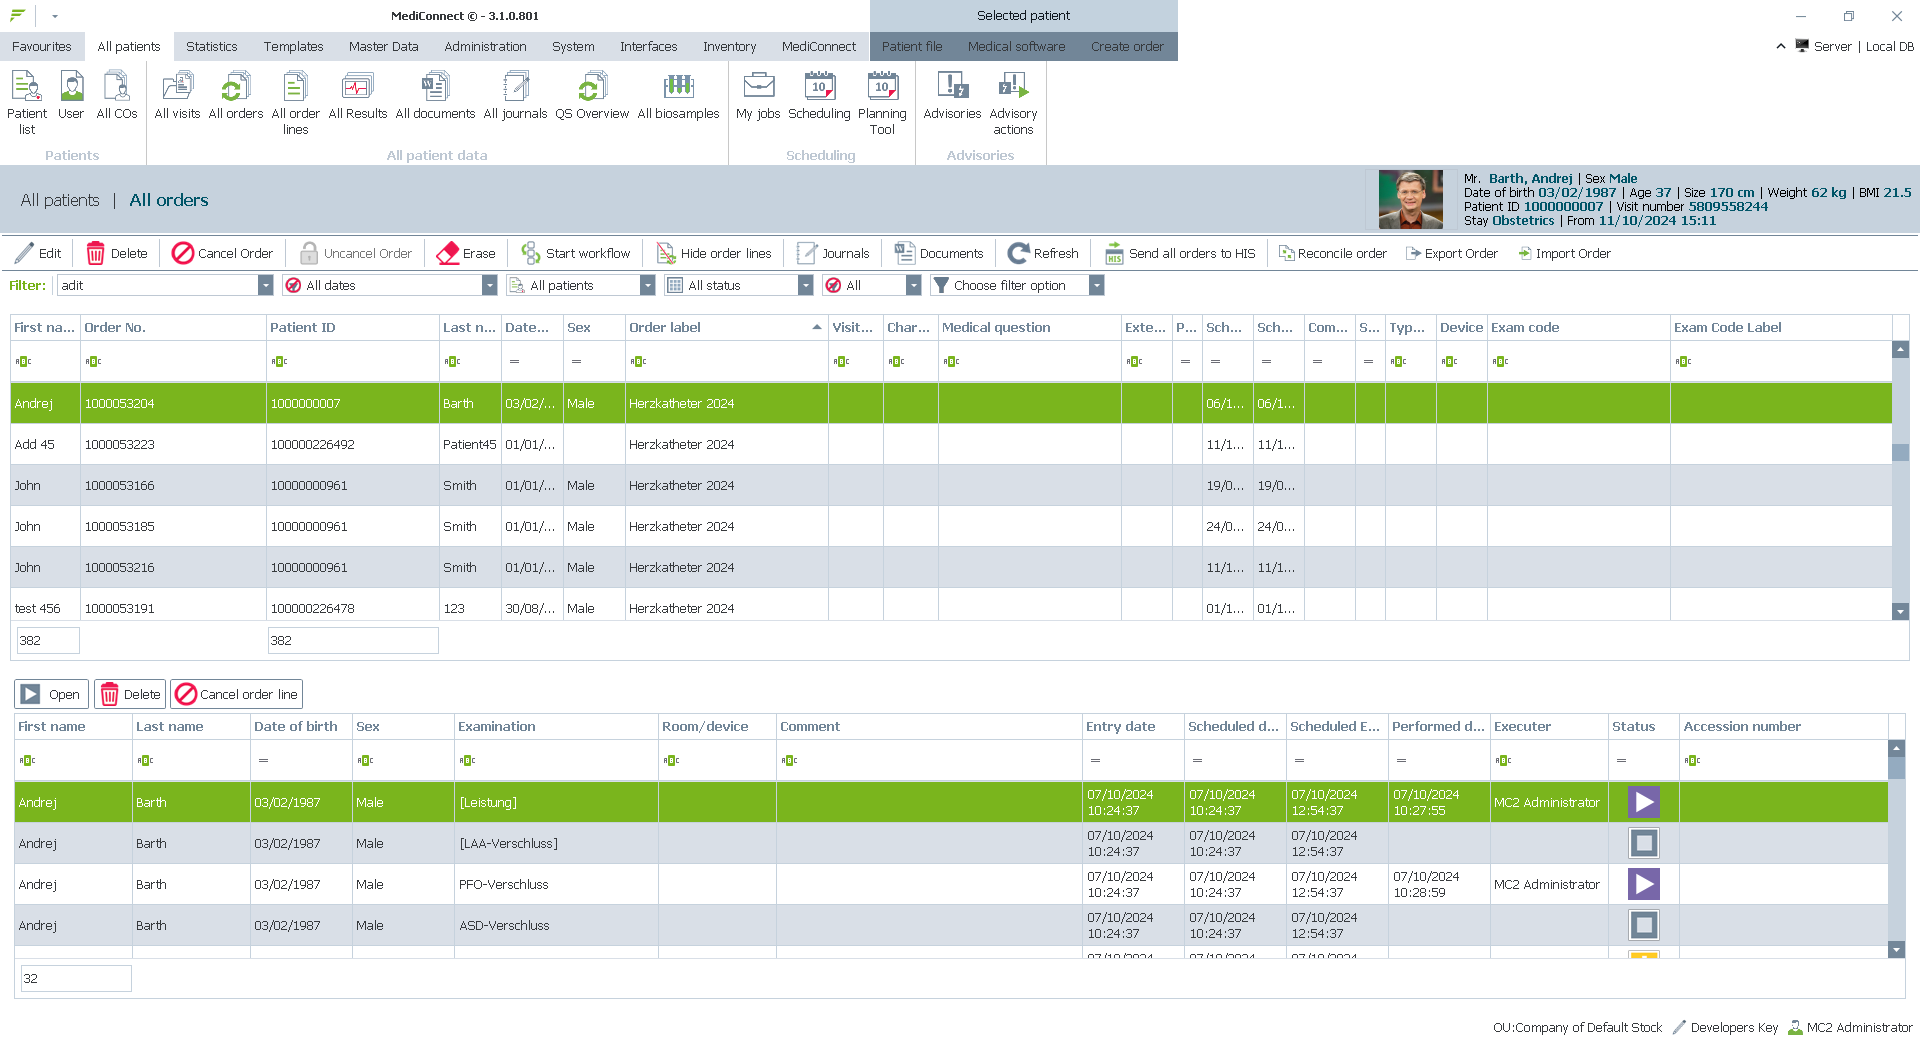 MediConnect © - 3.1.0.801
Selected patient
Favourites All patients Statistics Templates Master Data Administration System Interfaces Inventory MediConnect Patient file Medical software Create order
Server | Local DB
Patient list User All COs All visits All orders All order lines All Results All documents All journals QS Overview All biosamples My jobs Scheduling Planning Tool Advisories Advisory actions
Patients All patient data Scheduling Advisories
All patients | All orders
Mr. Barth, Andrej | Sex Male
Date of birth 03/02/1987 | Age 37 | Size 170 cm | Weight 62 kg | BMI 21.5
Patient ID 1000000007 | Visit number 5809558244
Stay Obstetrics | From 11/10/2024 15:11
Edit Delete Cancel Order Uncancel Order Erase Start workflow Hide order lines Journals Documents Refresh Send all orders to HIS Reconcile order Export Order Import Order
Filter: adit All dates All patients All status All Choose filter option
First na... Order No. Patient ID Last n... Date... Sex Order label Visit... Char... Medical question Exte... P... Sch... Sch... Com... S... Typ... Device Exam code Exam Code Label
Andrej 1000053204 1000000007 Barth 03/02/... Male Herzkatheter 2024 06/1... 06/1...
Add 45 1000053223 100000226492 Patient45 01/01/... Herzkatheter 2024 11/1... 11/1...
John 1000053166 10000000961 Smith 01/01/... Male Herzkatheter 2024 19/0... 19/0...
John 1000053185 10000000961 Smith 01/01/... Male Herzkatheter 2024 24/0... 24/0...
John 1000053216 10000000961 Smith 01/01/... Male Herzkatheter 2024 11/1... 11/1...
test 456 1000053191 100000226478 123 30/08/... Male Herzkatheter 2024 01/1... 01/1...
382 382
Open Delete Cancel order line
First name Last name Date of birth Sex Examination Room/device Comment Entry date Scheduled d... Scheduled E... Performed d... Executer Status Accession number
Andrej Barth 03/02/1987 Male [Leistung] 07/10/2024 10:24:37 07/10/2024 10:24:37 07/10/2024 12:54:37 07/10/2024 10:27:55 MC2 Administrator
Andrej Barth 03/02/1987 Male [LAA-Verschluss] 07/10/2024 10:24:37 07/10/2024 10:24:37 07/10/2024 12:54:37
Andrej Barth 03/02/1987 Male PFO-Verschluss 07/10/2024 10:24:37 07/10/2024 10:24:37 07/10/2024 12:54:37 07/10/2024 10:28:59 MC2 Administrator
Andrej Barth 03/02/1987 Male ASD-Verschluss 07/10/2024 10:24:37 07/10/2024 10:24:37 07/10/2024 12:54:37
32
OU:Company of Default Stock Developers Key MC2 Administrator